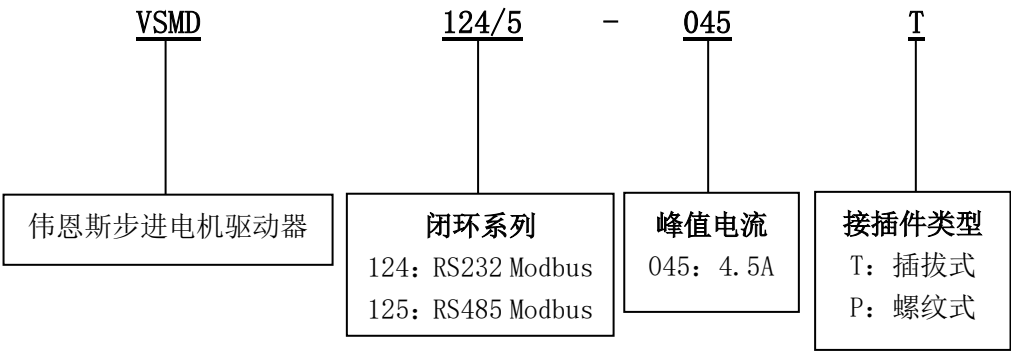 VSMD 124/5 - 045 T
伟恩斯步进电机驱动器
闭环系列
124: RS232 Modbus
125: RS485 Modbus
峰值电流
045: 4.5A
接插件类型
T: 插拔式
P: 螺纹式